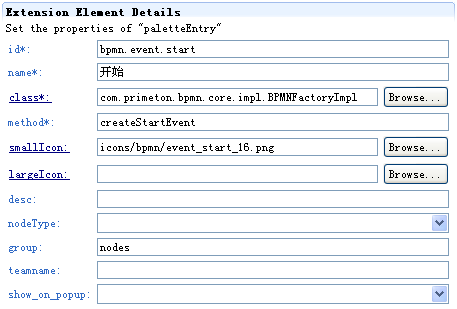 Extension Element Details
Set the properties of "paletteEntry"
id*: bpmn.event.start
name*: 开始
class*: com.primeton.bpmn.core.impl.BPMNFactoryImpl Browse...
method*: createStartEvent
smallIcon: icons/bpmn/event_start_16.png Browse...
largeIcon: Browse...
desc:
nodeType:
group: nodes
teamname:
show_on_popup: